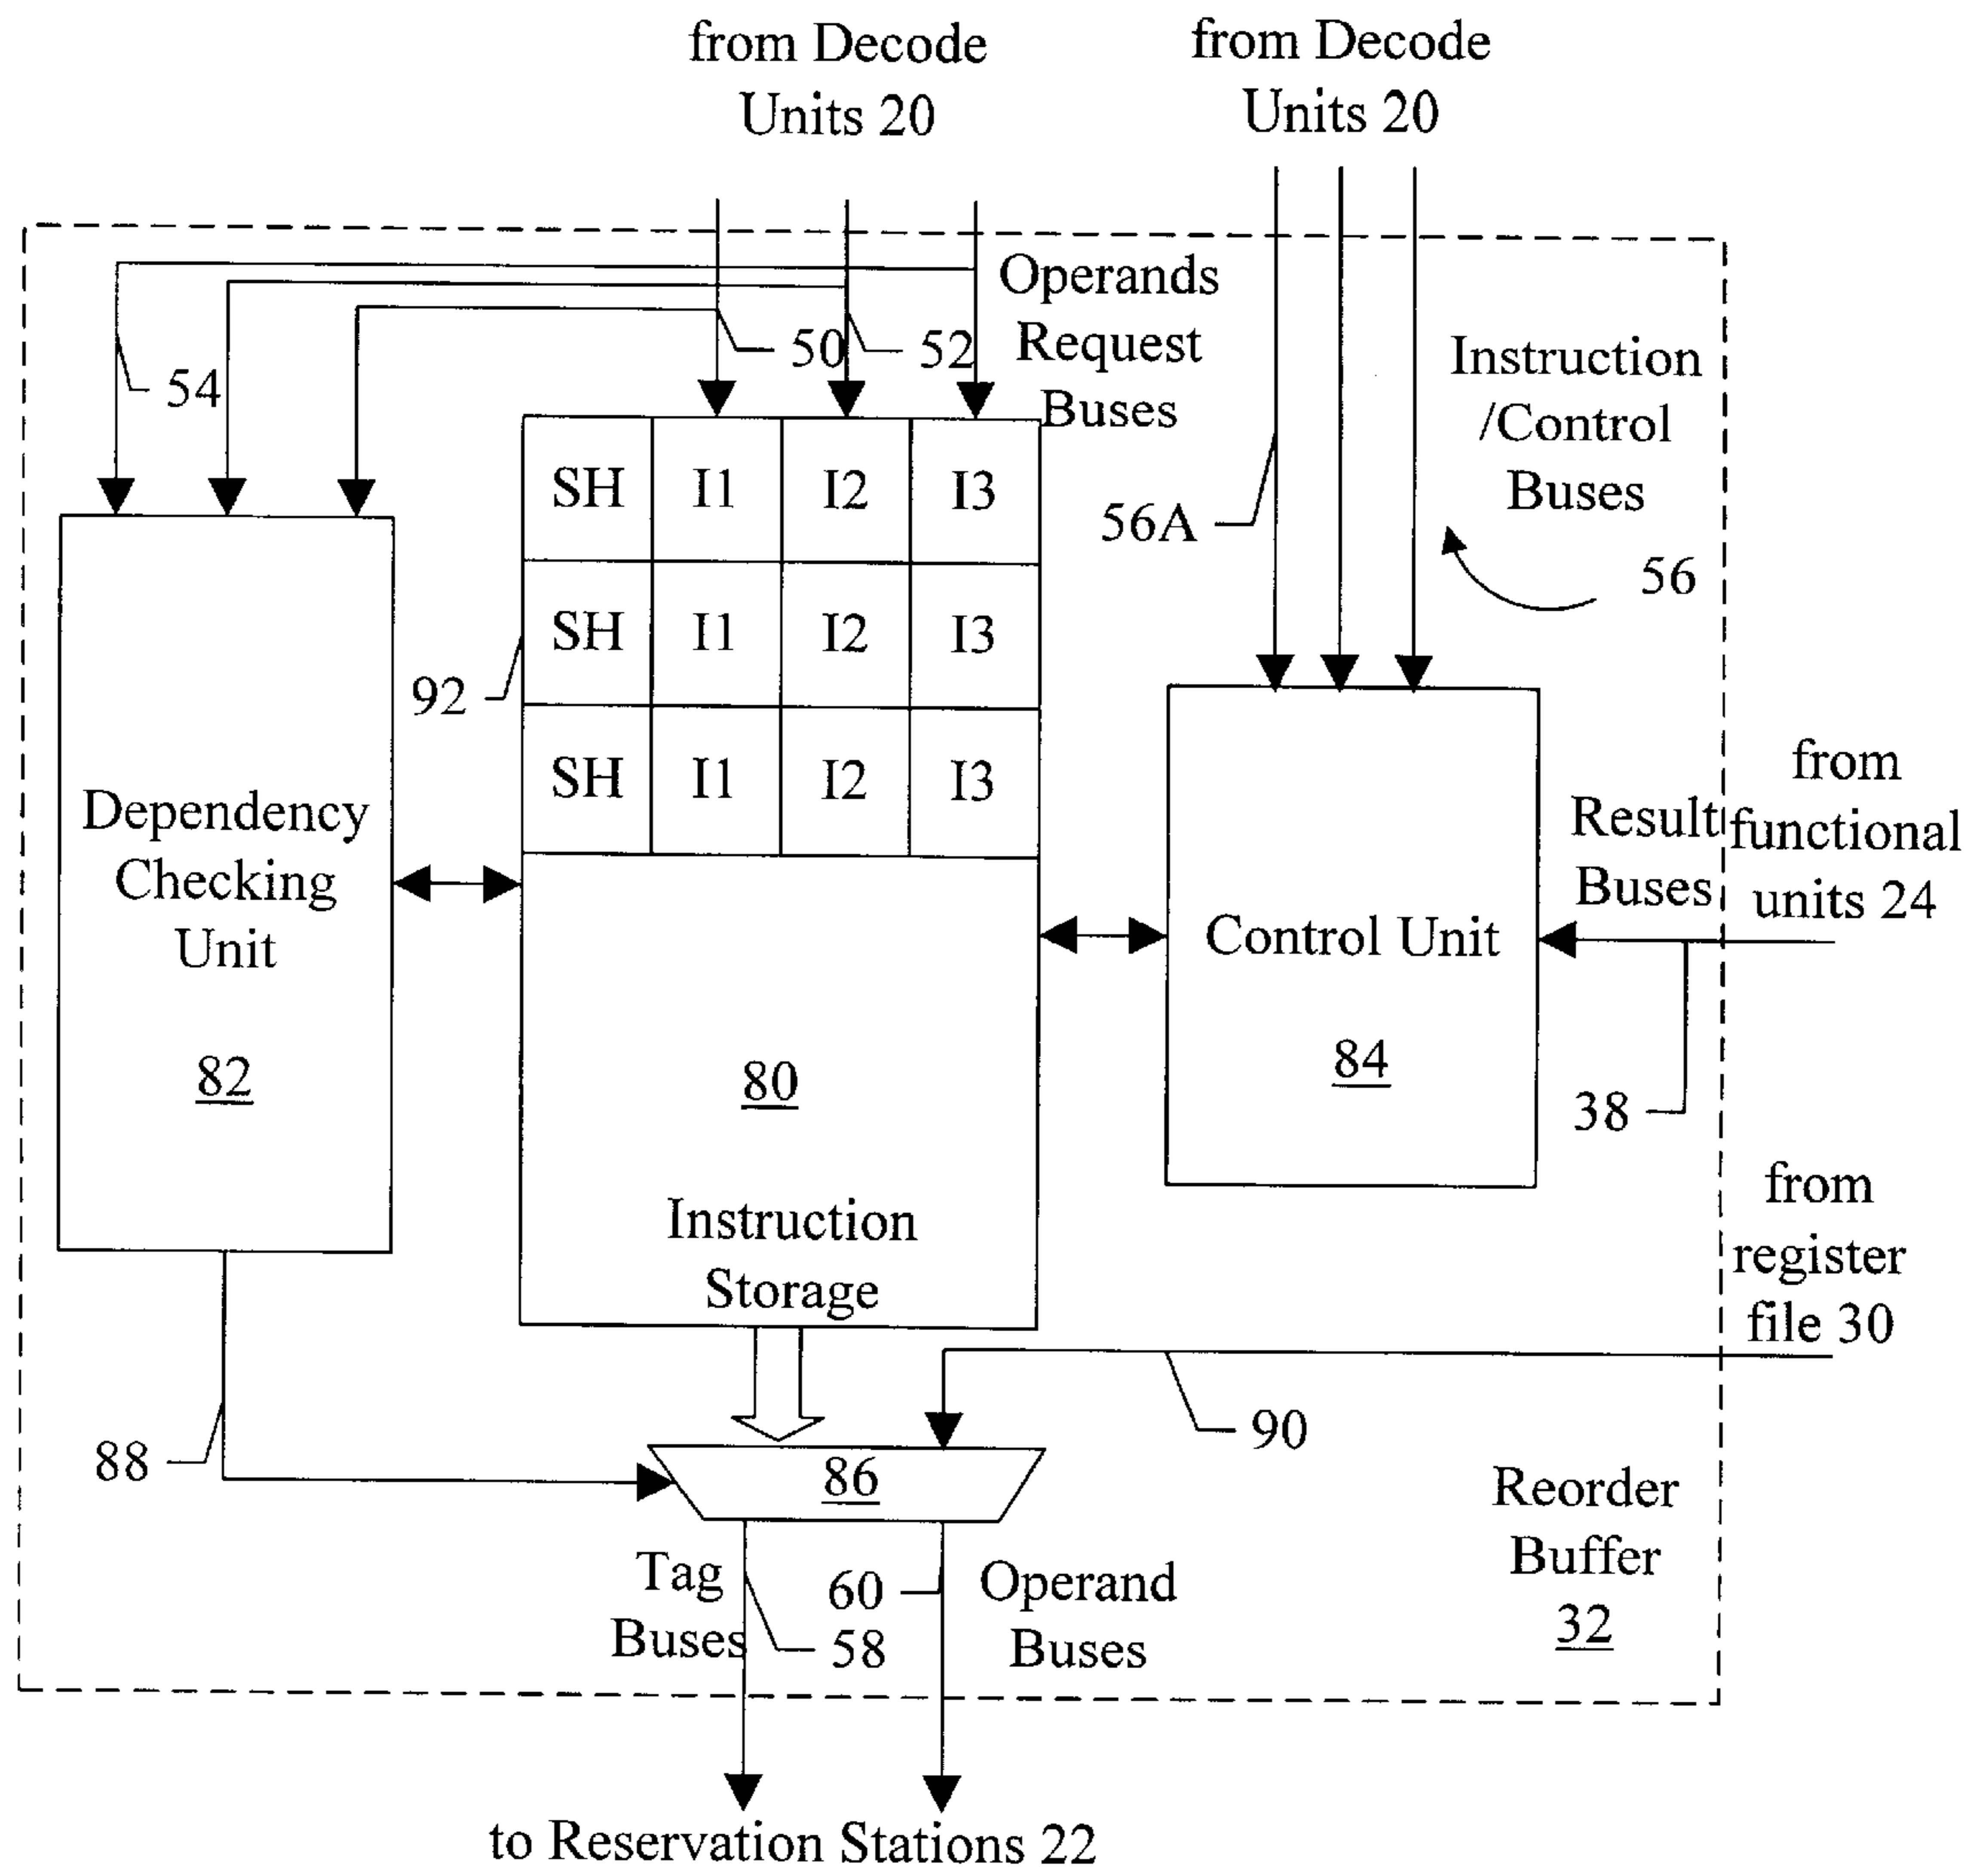 from Decode
Units 20
from Decode
Units 20
Operands
Request
Buses
50
52
54
Instruction
/Control
Buses
56A
56
SH I1 I2 I3
SH I1 I2 I3
SH I1 I2 I3
92
Dependency
Checking
Unit
82
80
Instruction
Storage
Control Unit
84
Result
Buses
from
functional
units 24
38
from
register
file 30
90
88
86
Tag
Buses
58
60
Operand
Buses
Reorder
Buffer
32
to Reservation Stations 22